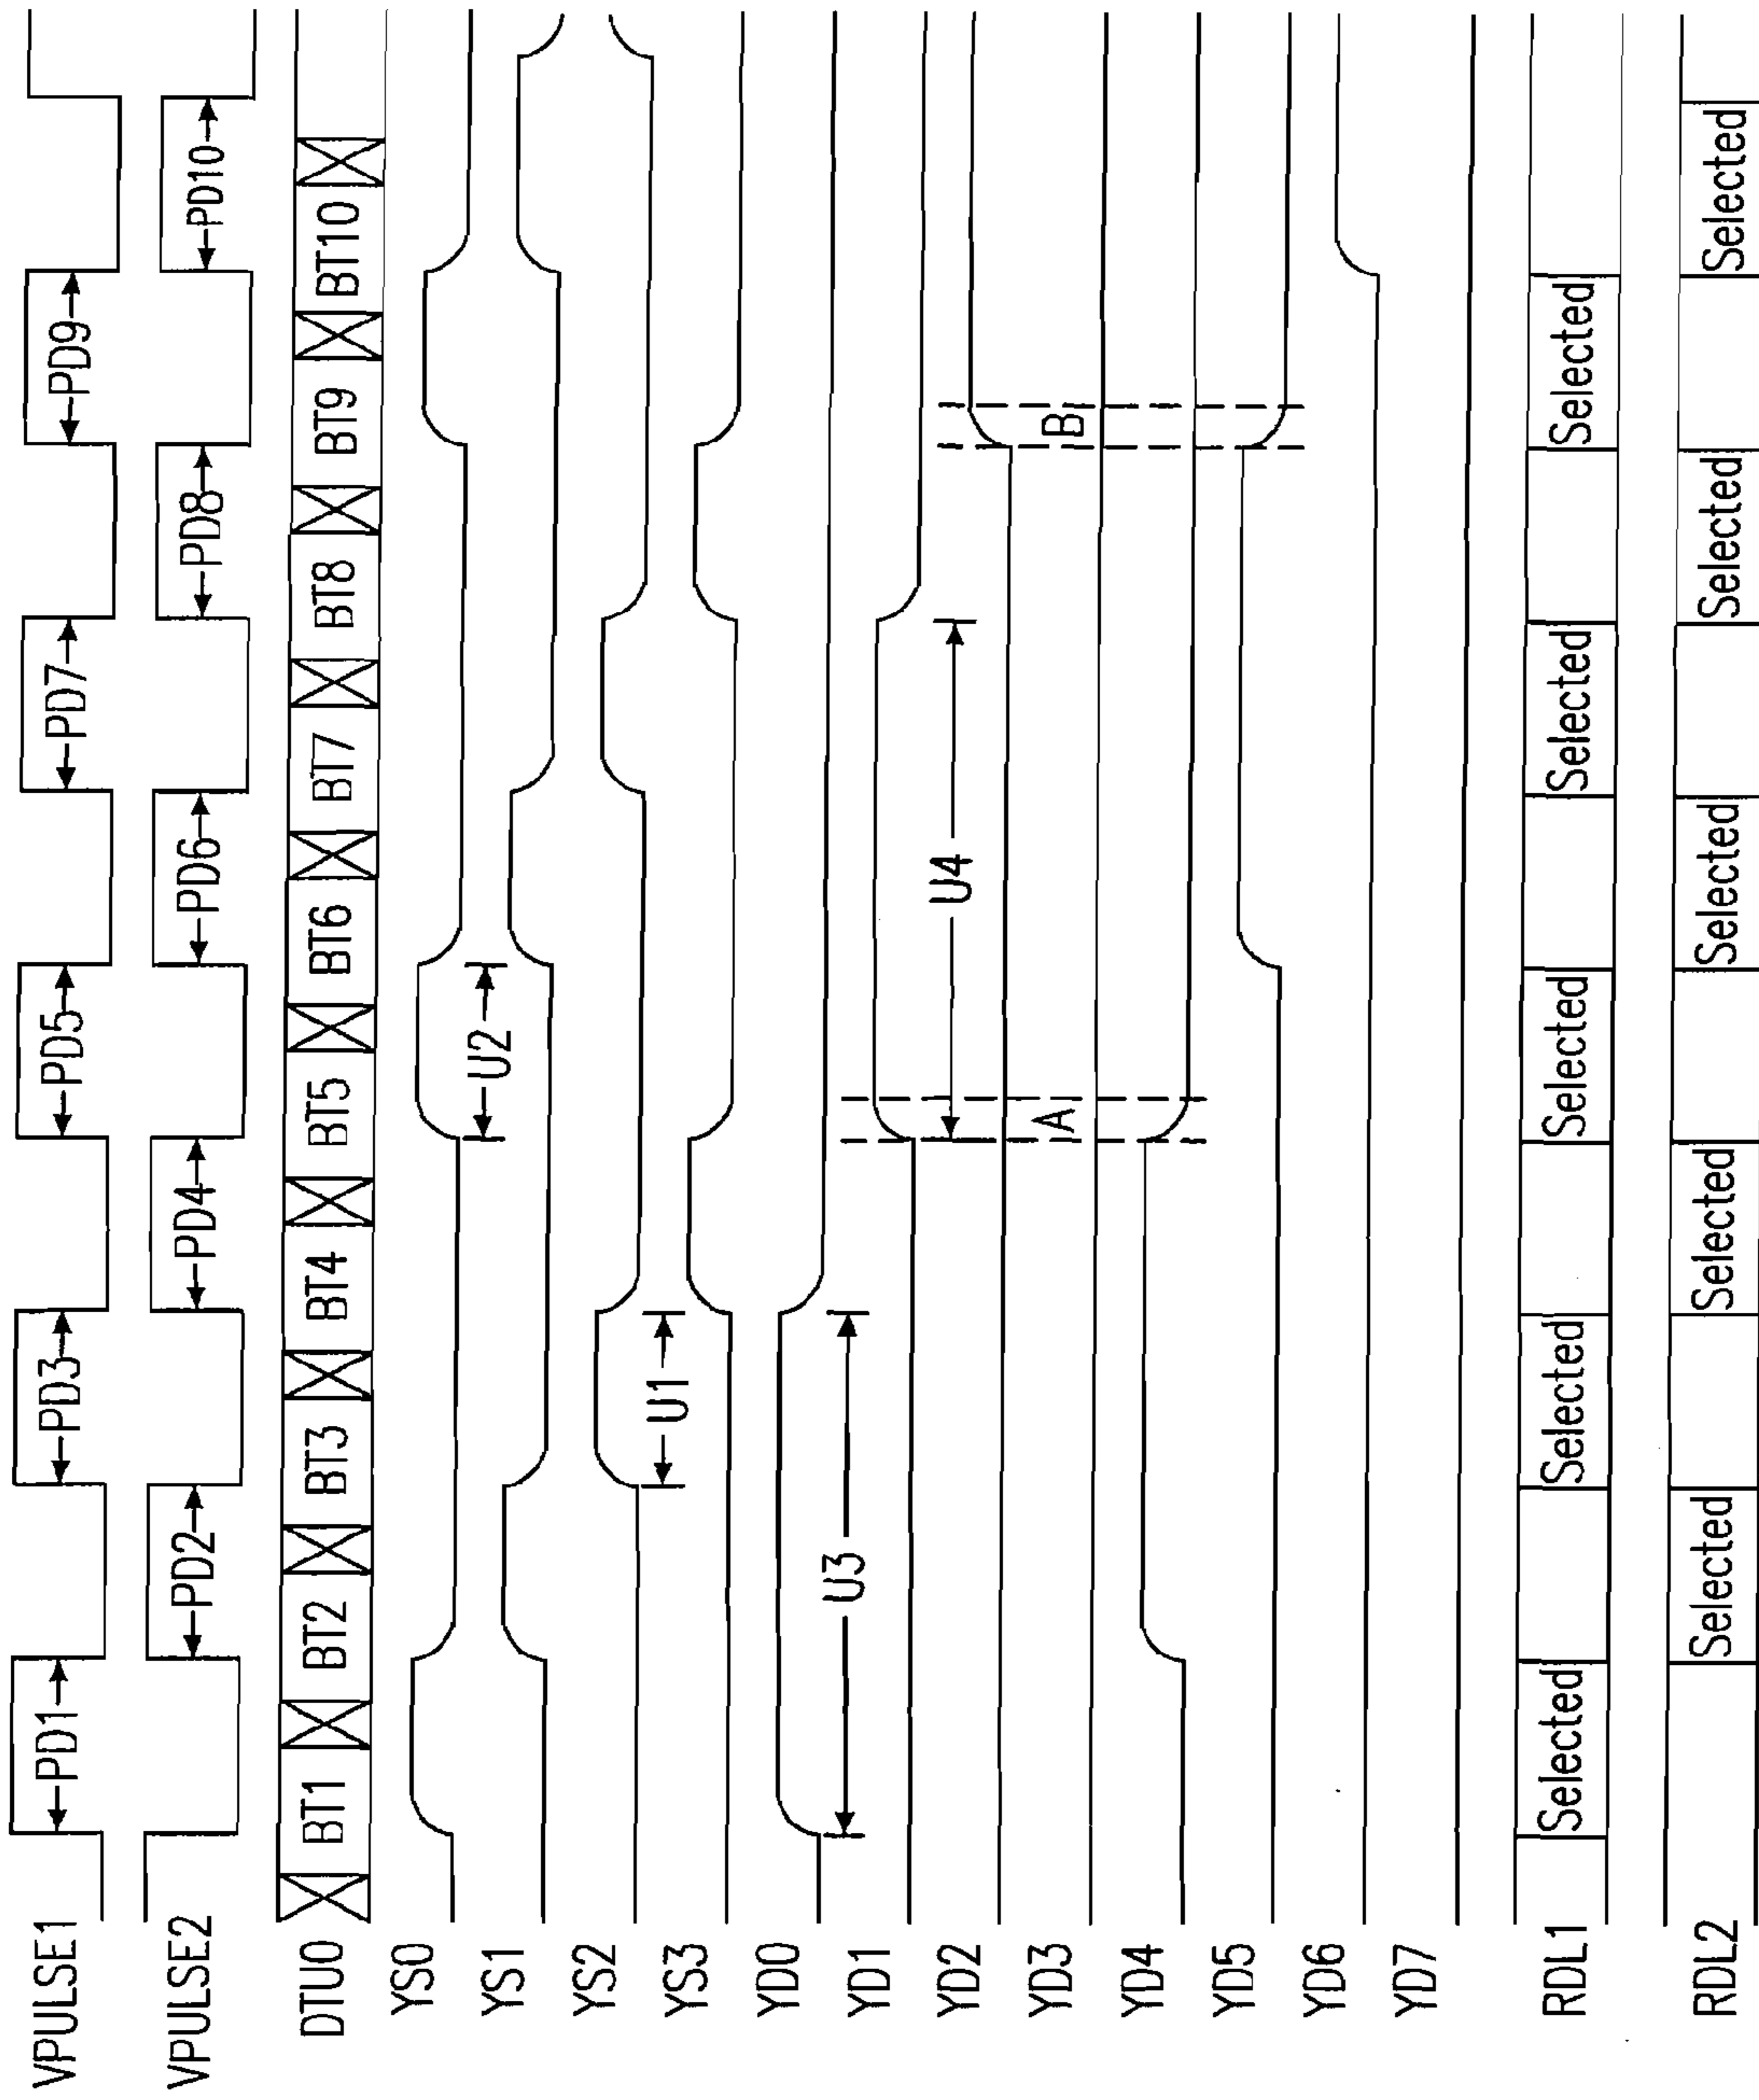 VPULSE1 PD1 PD3 PD5 PD7 PD9
VPULSE2 PD2 PD4 PD6 PD8 PD10
DTU0 BT1 BT2 BT3 BT4 BT5 BT6 BT7 BT8 BT9 BT10
YS0
U2
YS1
YS2
U1
YS3
YD0
U3
YD1
U4
YD2
A B
YD3
YD4
YD5
YD6
YD7
RDL1 Selected Selected Selected Selected Selected
RDL2 Selected Selected Selected Selected Selected